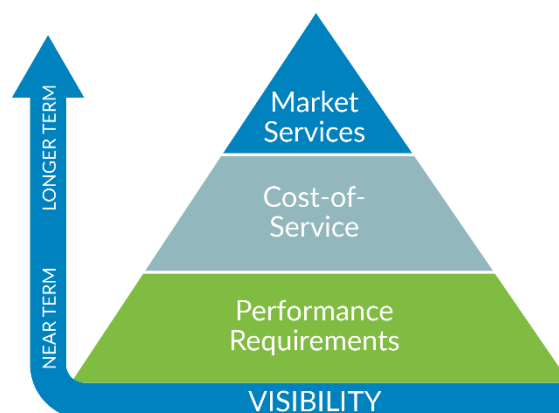 Market
Services
Cost-of-
Service
Performance
Requirements
LONGER TERM
NEAR TERM
VISIBILITY